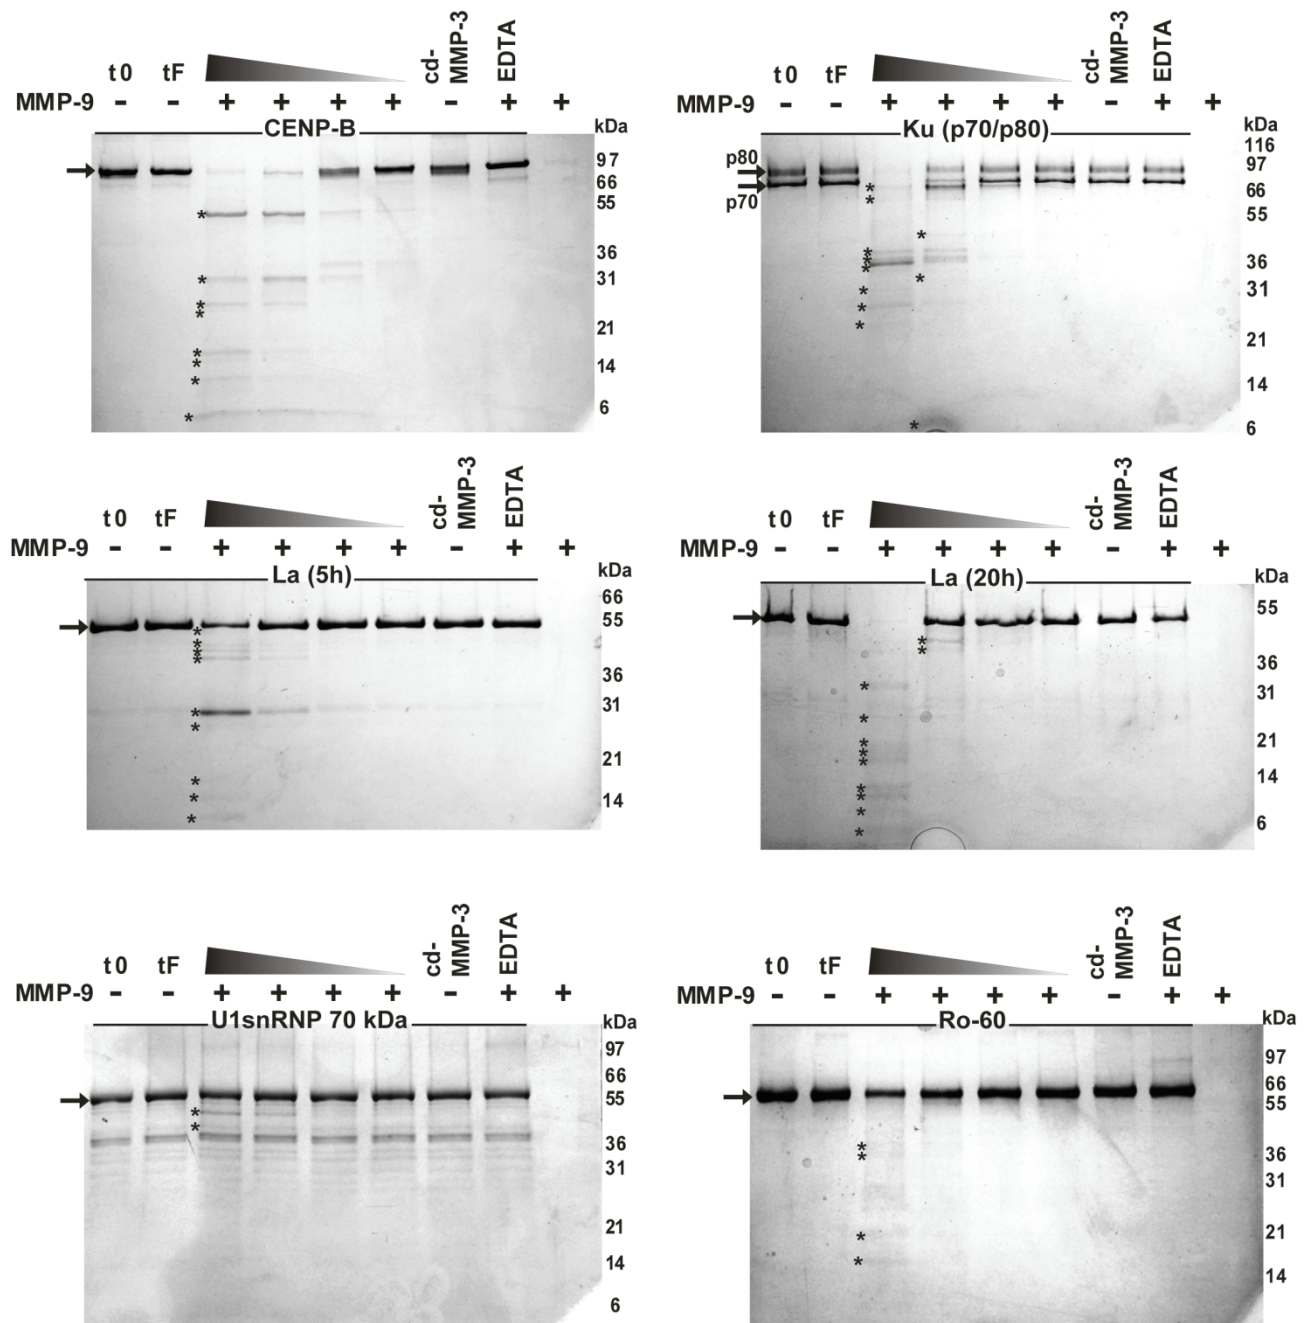 t0 tF cd-MMP-3 EDTA
MMP-9 - - + + + + - + +
CENP-B
kDa
97
66
55
36
31
21
14
6
* * * * * * * *
t0 tF cd-MMP-3 EDTA
MMP-9 - - + + + + - + +
Ku (p70/p80)
kDa
p80
p70
116
97
66
55
36
31
21
14
6
* * * * * * * * * * *
t0 tF cd-MMP-3 EDTA
MMP-9 - - + + + + - + +
La (5h)
kDa
66
55
36
31
21
14
* * * * * * * * *
t0 tF cd-MMP-3 EDTA
MMP-9 - - + + + + - + +
La (20h)
kDa
55
36
31
21
14
6
* * * * * * * * * * *
t0 tF cd-MMP-3 EDTA
MMP-9 - - + + + + - + +
U1snRNP 70 kDa
kDa
97
66
55
36
31
21
14
6
* *
t0 tF cd-MMP-3 EDTA
MMP-9 - - + + + + - + +
Ro-60
kDa
97
66
55
36
31
21
14
* * * *